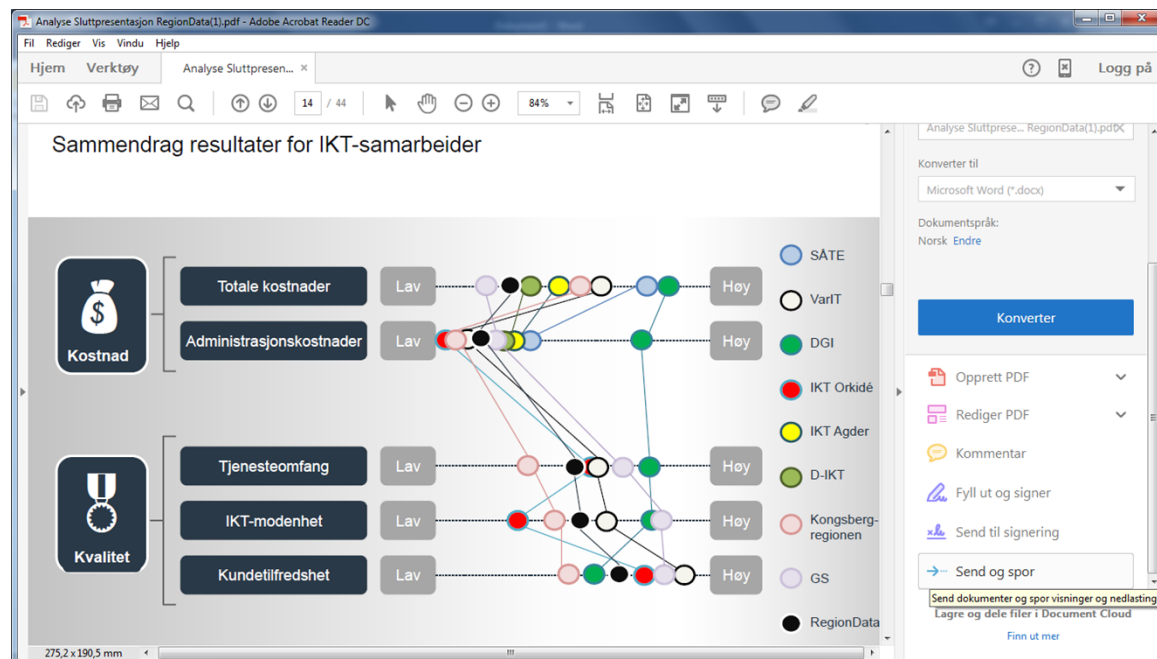 Analyse Sluttpresentasjon RegionData(1).pdf - Adobe Acrobat Reader DC
Fil Rediger Vis Vindu Hjelp
Hjem Verktøy Analyse Sluttpresen... × ? Logg på
14 / 44 84%
Sammendrag resultater for IKT-samarbeider
Kostnad
Totale kostnader Lav Høy
Administrasjonskostnader Lav Høy
Kvalitet
Tjenesteomfang Lav Høy
IKT-modenhet Lav Høy
Kundetilfredshet Lav Høy
SÅTE
VarIT
DGI
IKT Orkidé
IKT Agder
D-IKT
Kongsberg-
regionen
GS
RegionData
275,2 x 190,5 mm
Analyse Sluttprese... RegionData(1).pdf
Konverter til
Microsoft Word (*.docx)
Dokumentspråk:
Norsk Endre
Konverter
Opprett PDF
Rediger PDF
Kommentar
Fyll ut og signer
Send til signering
Send og spor
Send dokumenter og spor visninger og nedlasting
Lagre og dele filer i Document Cloud
Finn ut mer